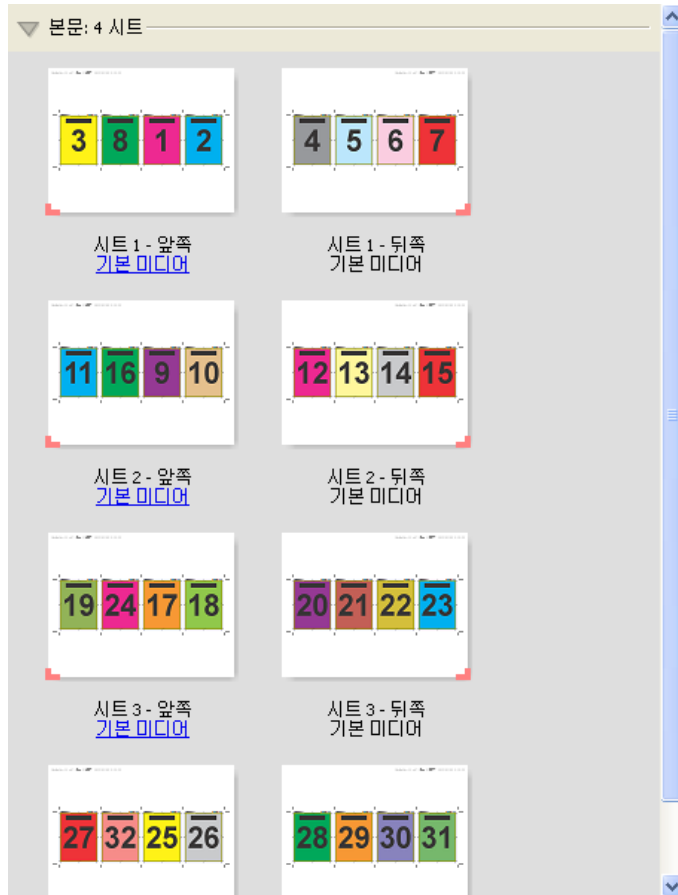 본문: 4 시트
3 8 1 2
4 5 6 7
시트 1 - 앞쪽
기본 미디어
시트 1 - 뒤쪽
기본 미디어
11 16 9 10
12 13 14 15
시트 2 - 앞쪽
기본 미디어
시트 2 - 뒤쪽
기본 미디어
19 24 17 18
20 21 22 23
시트 3 - 앞쪽
기본 미디어
시트 3 - 뒤쪽
기본 미디어
27 32 25 26
28 29 30 31